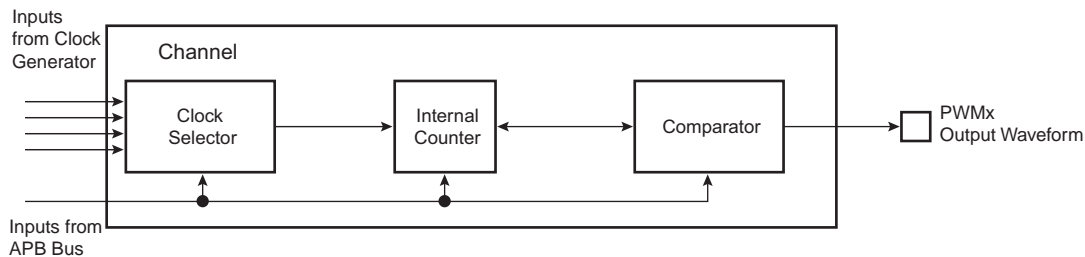 Inputs
from Clock
Generator
Channel
Clock
Selector
Internal
Counter
Comparator
PWMx
Output Waveform
Inputs from
APB Bus